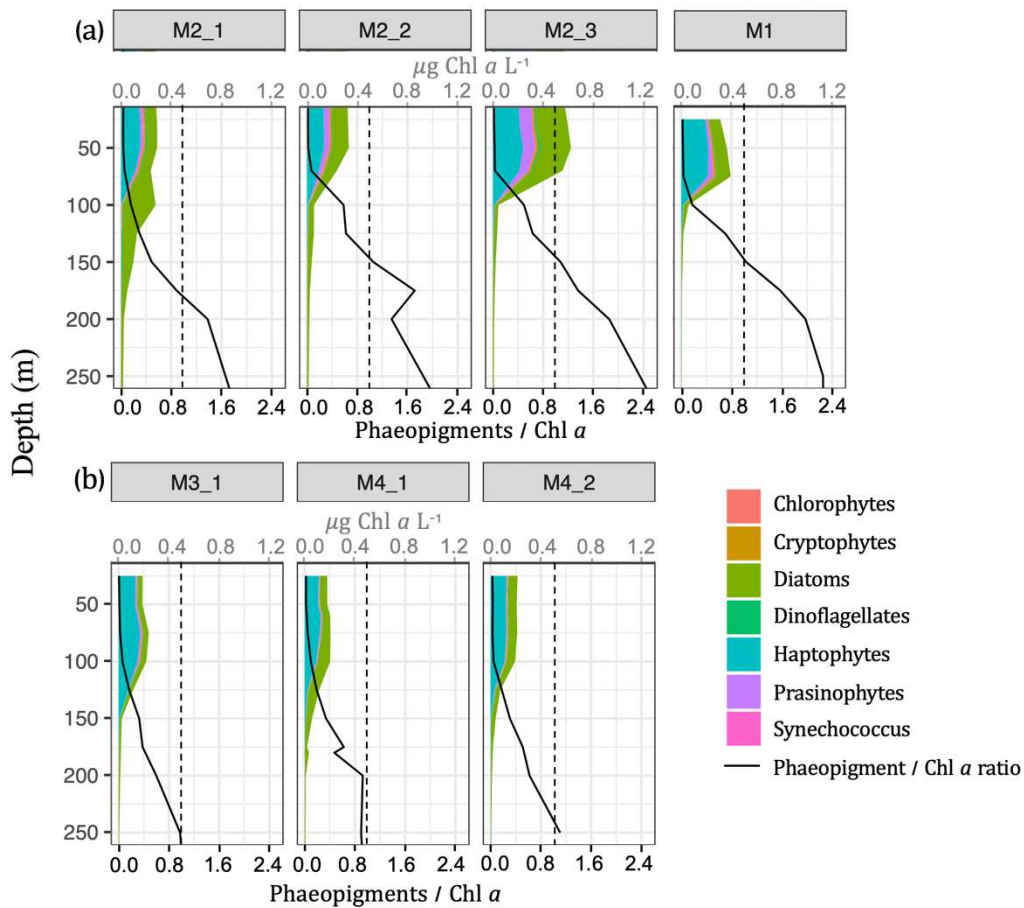 (a) M2_1 M2_2 M2_3 M1
μg Chl a L⁻¹
0.0 0.4 0.8 1.2 0.0 0.4 0.8 1.2 0.0 0.4 0.8 1.2 0.0 0.4 0.8 1.2
50
100
150
200
250
0.0 0.8 1.6 2.4 0.0 0.8 1.6 2.4 0.0 0.8 1.6 2.4 0.0 0.8 1.6 2.4
Phaeopigments / Chl a
Depth (m)
(b) M3_1 M4_1 M4_2
μg Chl a L⁻¹
0.0 0.4 0.8 1.2 0.0 0.4 0.8 1.2 0.0 0.4 0.8 1.2
50
100
150
200
250
0.0 0.8 1.6 2.4 0.0 0.8 1.6 2.4 0.0 0.8 1.6 2.4
Phaeopigments / Chl a
Chlorophytes
Cryptophytes
Diatoms
Dinoflagellates
Haptophytes
Prasinophytes
Synechococcus
Phaeopigment / Chl a ratio